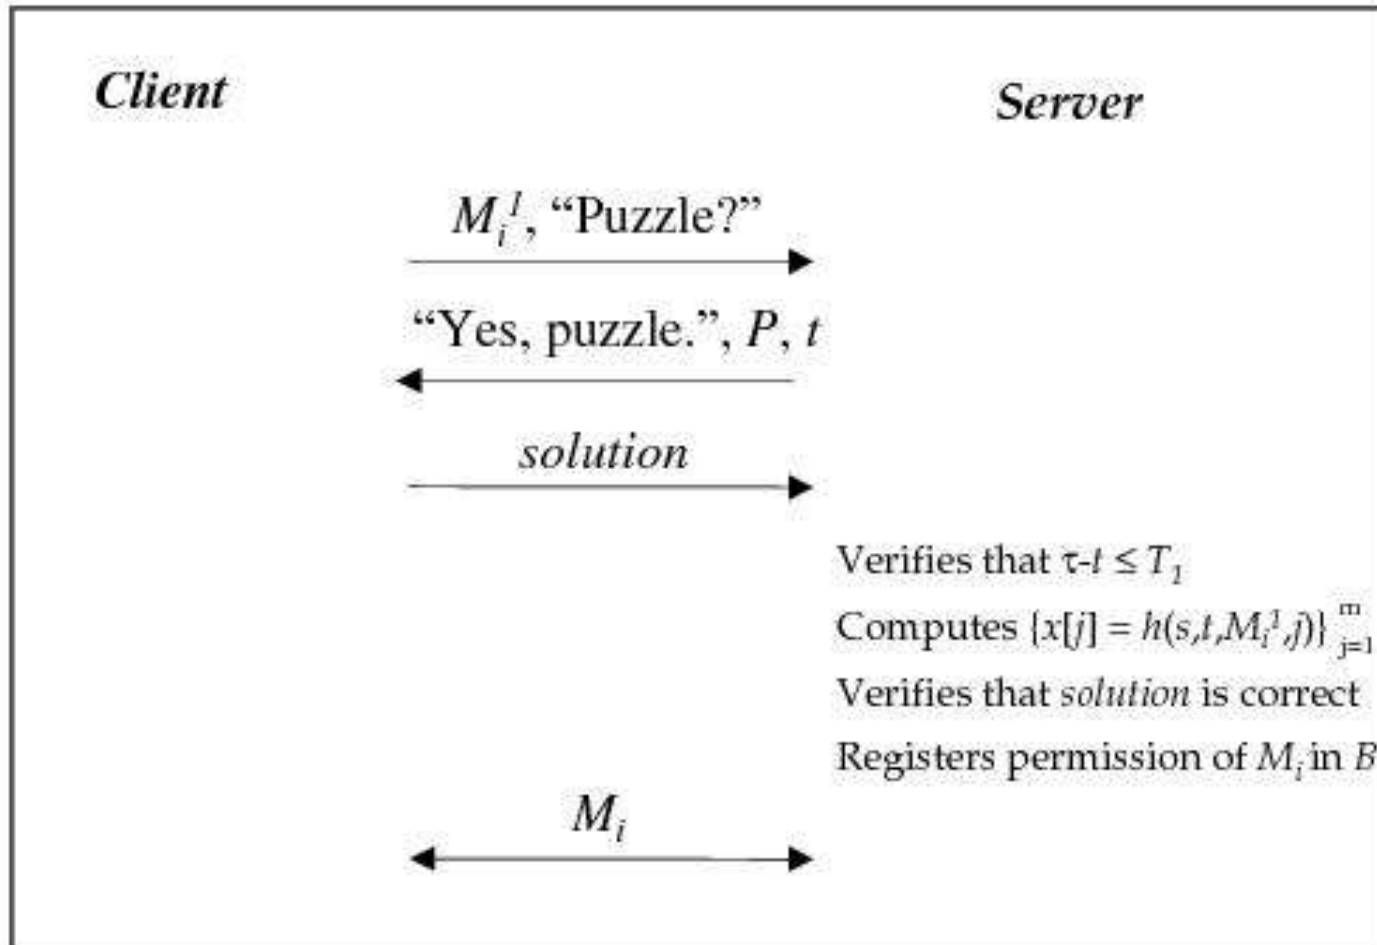 Client
Server
M_i^1, “Puzzle?”
“Yes, puzzle.”, P, t
solution
Verifies that τ-t ≤ T_1
Computes {x[j] = h(s,t,M_i^1,j)}_{j=1}^m
Verifies that solution is correct
Registers permission of M_i in B
M_i